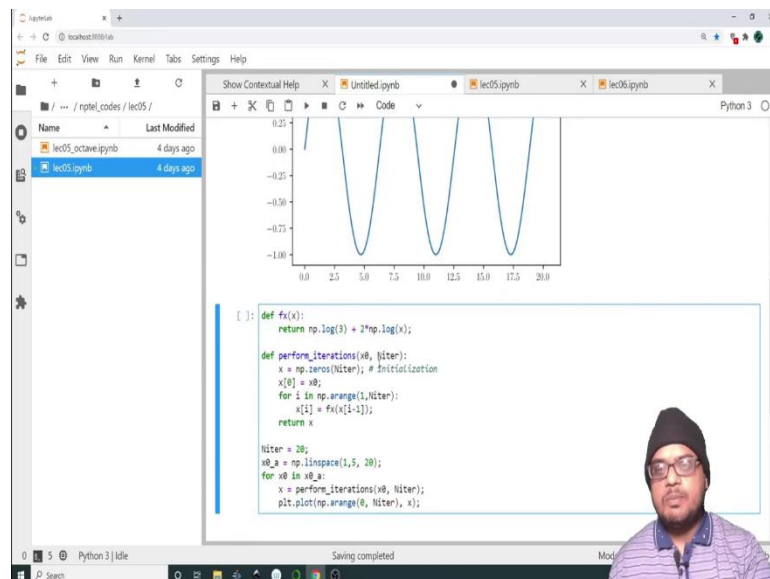 JupyterLab
localhost:8888/lab
File Edit View Run Kernel Tabs Settings Help
Show Contextual Help
Untitled.ipynb
lec05.ipynb
lec06.ipynb
/ ... / nptel_codes / lec05 /
Code
Python 3
Name
Last Modified
lec05_octave.ipynb 4 days ago
lec05.ipynb 4 days ago
0.25
0.00
-0.25
-0.50
-0.75
-1.00
0.0 2.5 5.0 7.5 10.0 12.5 15.0 17.5 20.0
[ ]: def fx(x):
return np.log(3) + 2*np.log(x);
def perform_iterations(x0, Niter):
x = np.zeros(Niter); # Initialization
x[0] = x0;
for i in np.arange(1,Niter):
x[i] = fx(x[i-1]);
return x
Niter = 20;
x0_a = np.linspace(1,5, 20);
for x0 in x0_a:
x = perform_iterations(x0, Niter);
plt.plot(np.arange(0, Niter), x);
0 5 Python 3 | Idle
Saving completed
Search